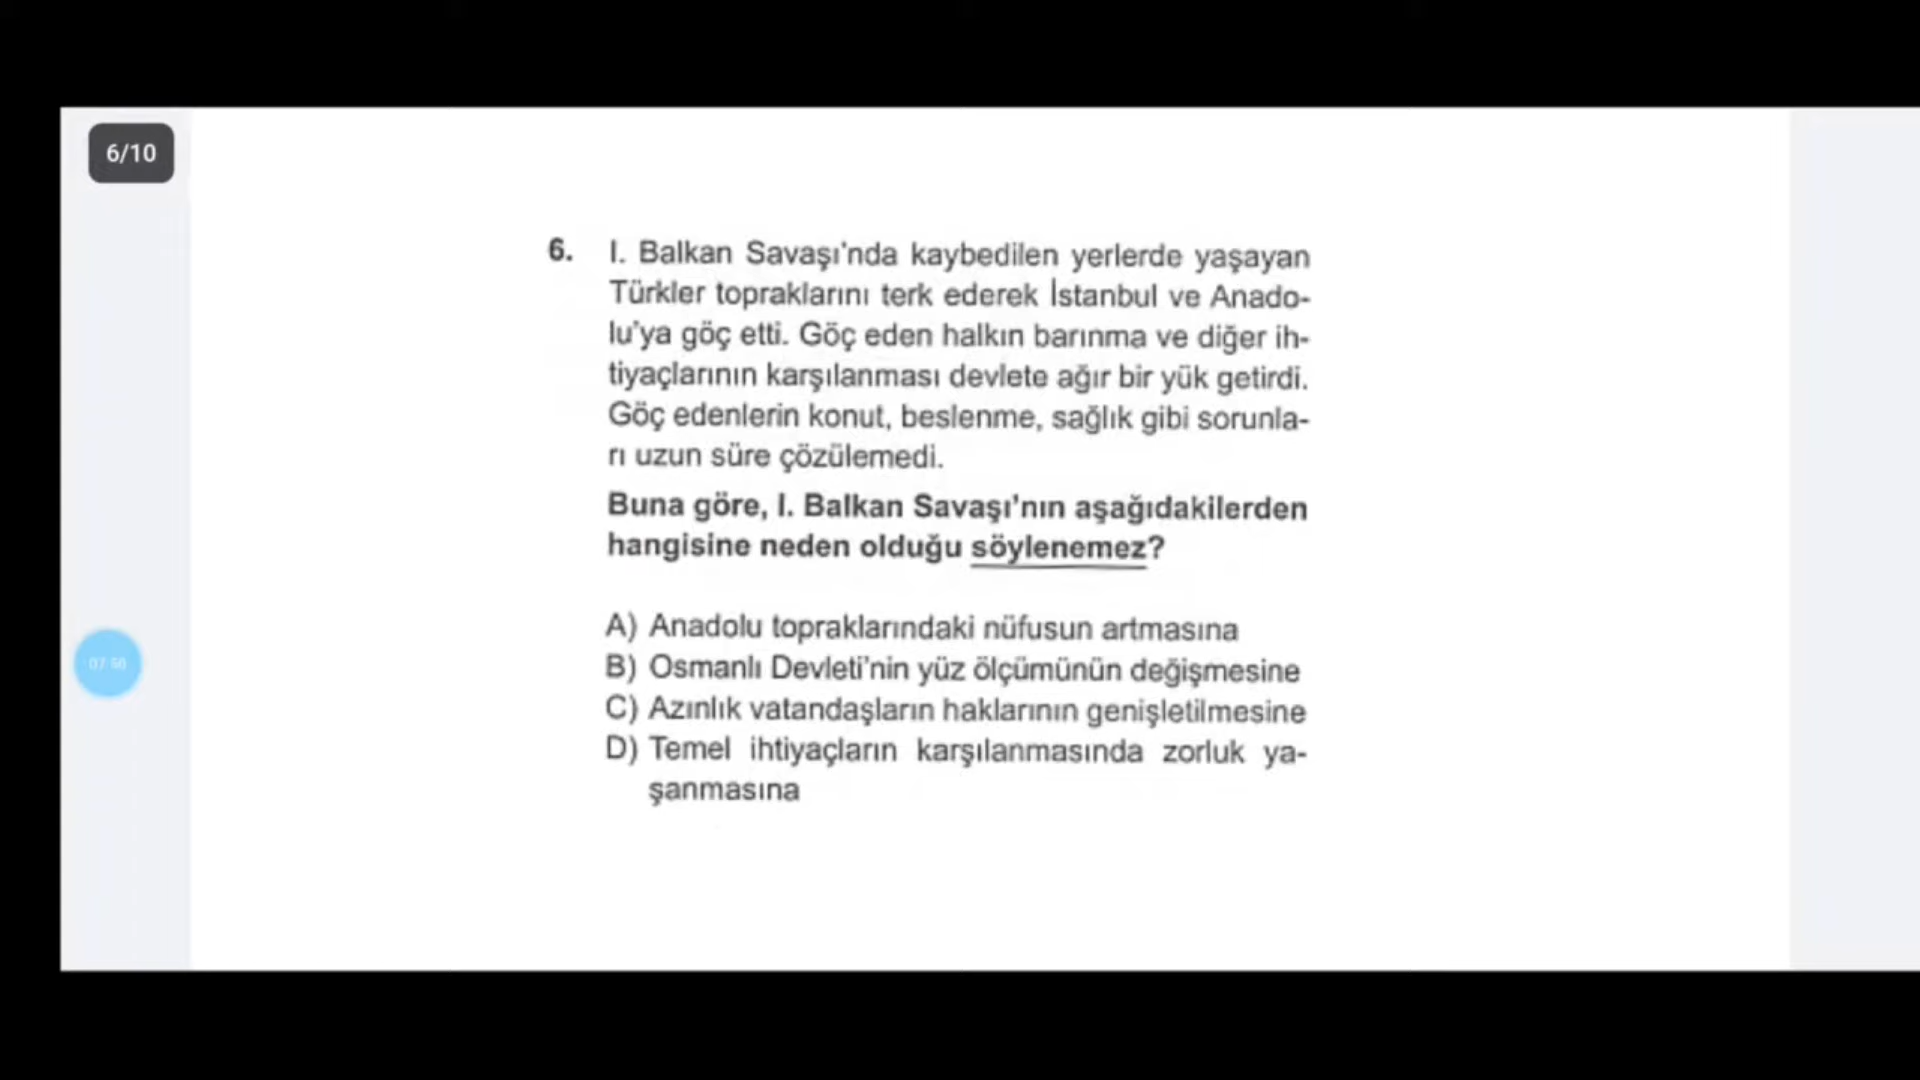 6/10
6. I. Balkan Savaşı'nda kaybedilen yerlerde yaşayan
Türkler topraklarını terk ederek İstanbul ve Anado-
lu'ya göç etti. Göç eden halkın barınma ve diğer ih-
tiyaçlarının karşılanması devlete ağır bir yük getirdi.
Göç edenlerin konut, beslenme, sağlık gibi sorunla-
rı uzun süre çözülemedi.
Buna göre, I. Balkan Savaşı'nın aşağıdakilerden
hangisine neden olduğu söylenemez?
A) Anadolu topraklarındaki nüfusun artmasına
B) Osmanlı Devleti'nin yüz ölçümünün değişmesine
C) Azınlık vatandaşların haklarının genişletilmesine
D) Temel ihtiyaçların karşılanmasında zorluk ya-
şanmasına